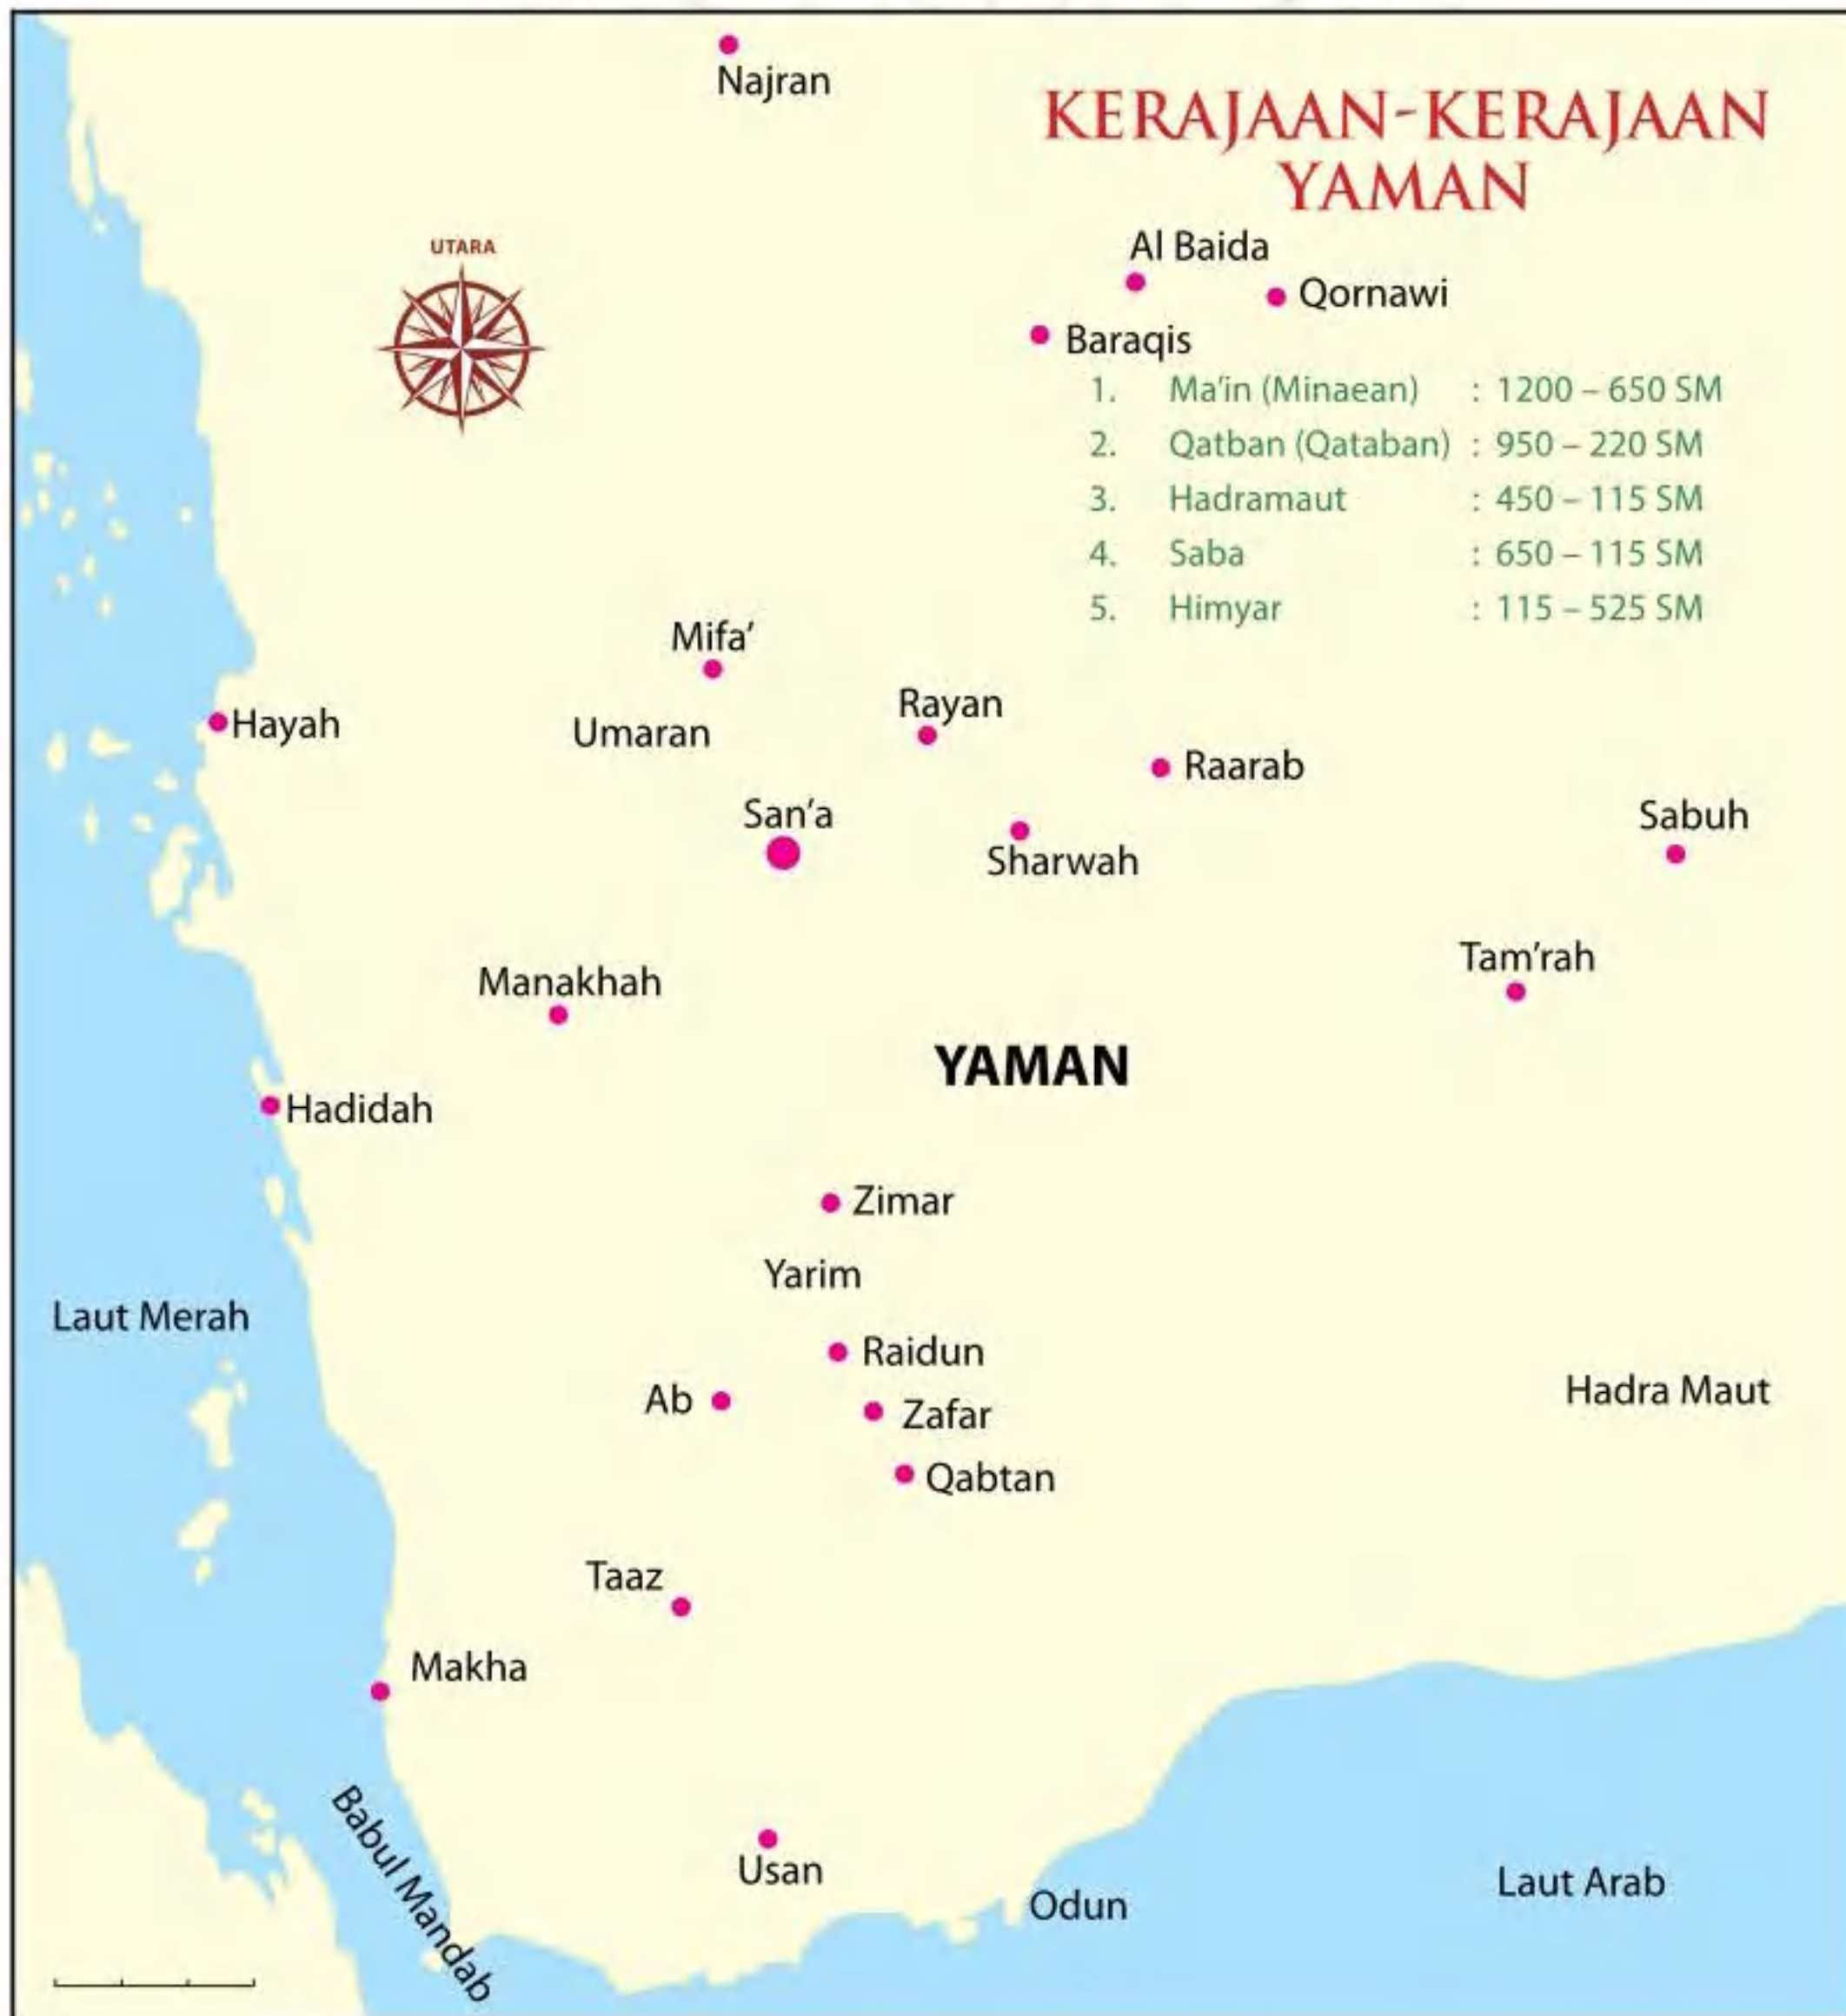 Najran
KERAJAAN-KERAJAAN
YAMAN
UTARA
Al Baida
Qornawi
Baraqis
1. Ma'in (Minaean) : 1200 – 650 SM
2. Qatban (Qataban) : 950 – 220 SM
3. Hadramaut : 450 – 115 SM
4. Saba : 650 – 115 SM
5. Himyar : 115 – 525 SM
Mifa'
Hayah
Umaran
Rayan
Raarab
San'a
Sharwah
Sabuh
Tam'rah
Manakhah
YAMAN
Hadidah
Zimar
Yarim
Laut Merah
Raidun
Ab
Zafar
Hadra Maut
Qabtan
Taaz
Makha
Babul Mandab
Usan
Odun
Laut Arab